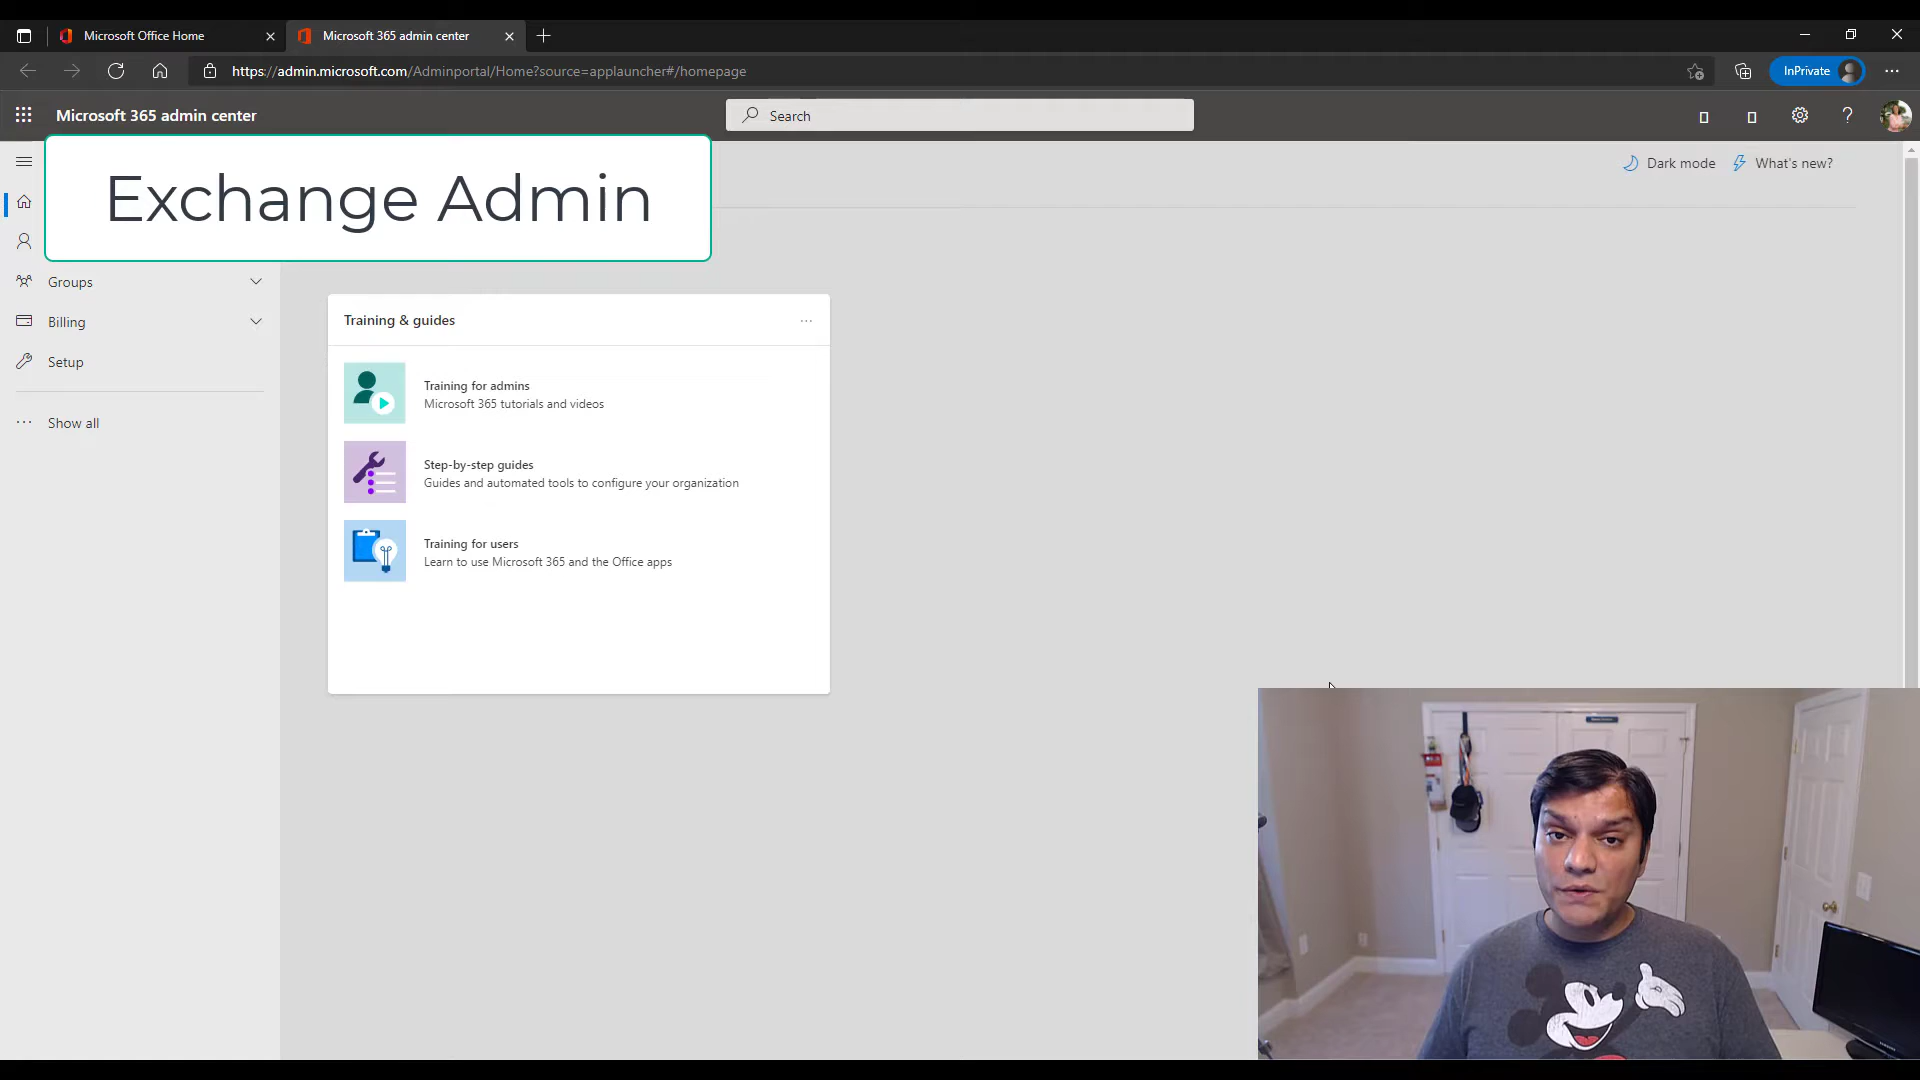 Microsoft Office Home
Microsoft 365 admin center
https://admin.microsoft.com/Adminportal/Home?source=applauncher#/homepage
InPrivate
Microsoft 365 admin center
Search
Exchange Admin
Dark mode
What's new?
Groups
Billing
Setup
Show all
Training & guides
Training for admins
Microsoft 365 tutorials and videos
Step-by-step guides
Guides and automated tools to configure your organization
Training for users
Learn to use Microsoft 365 and the Office apps